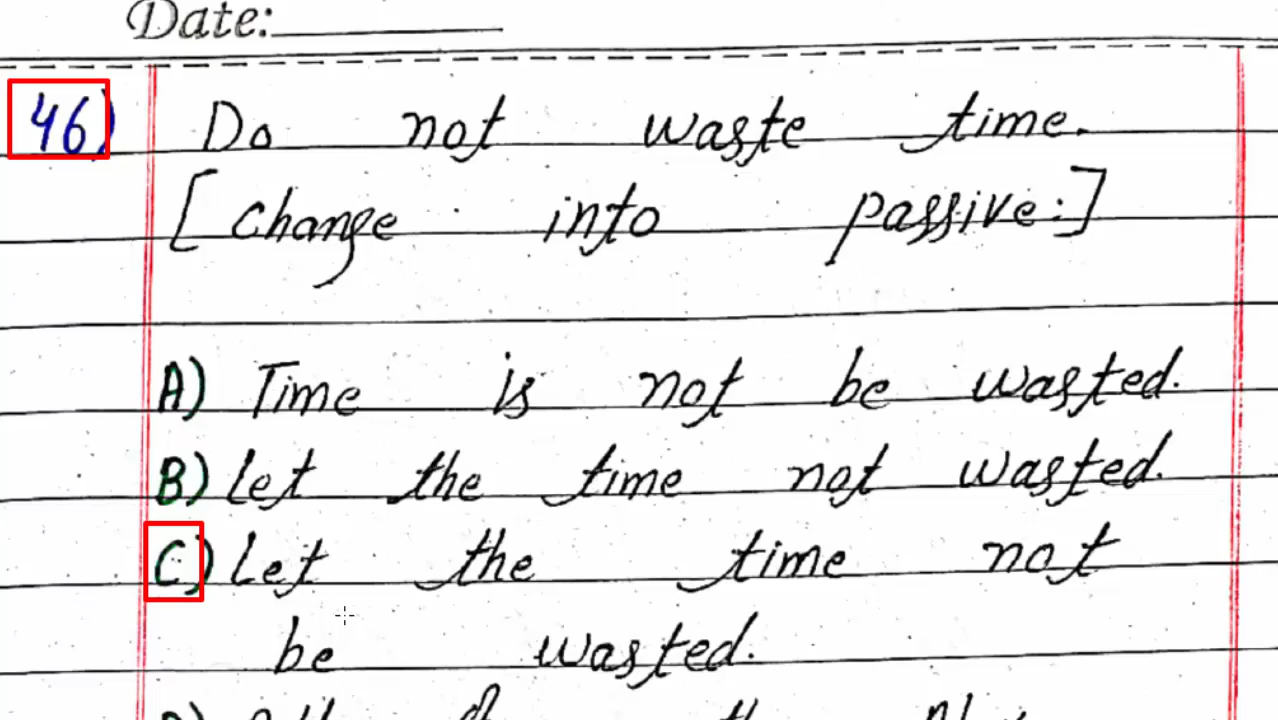 Date:
46) Do not waste time.
[Change into passive:]
A) Time is not be wasted.
B) Let the time not wasted.
C) Let the time not
be wasted.